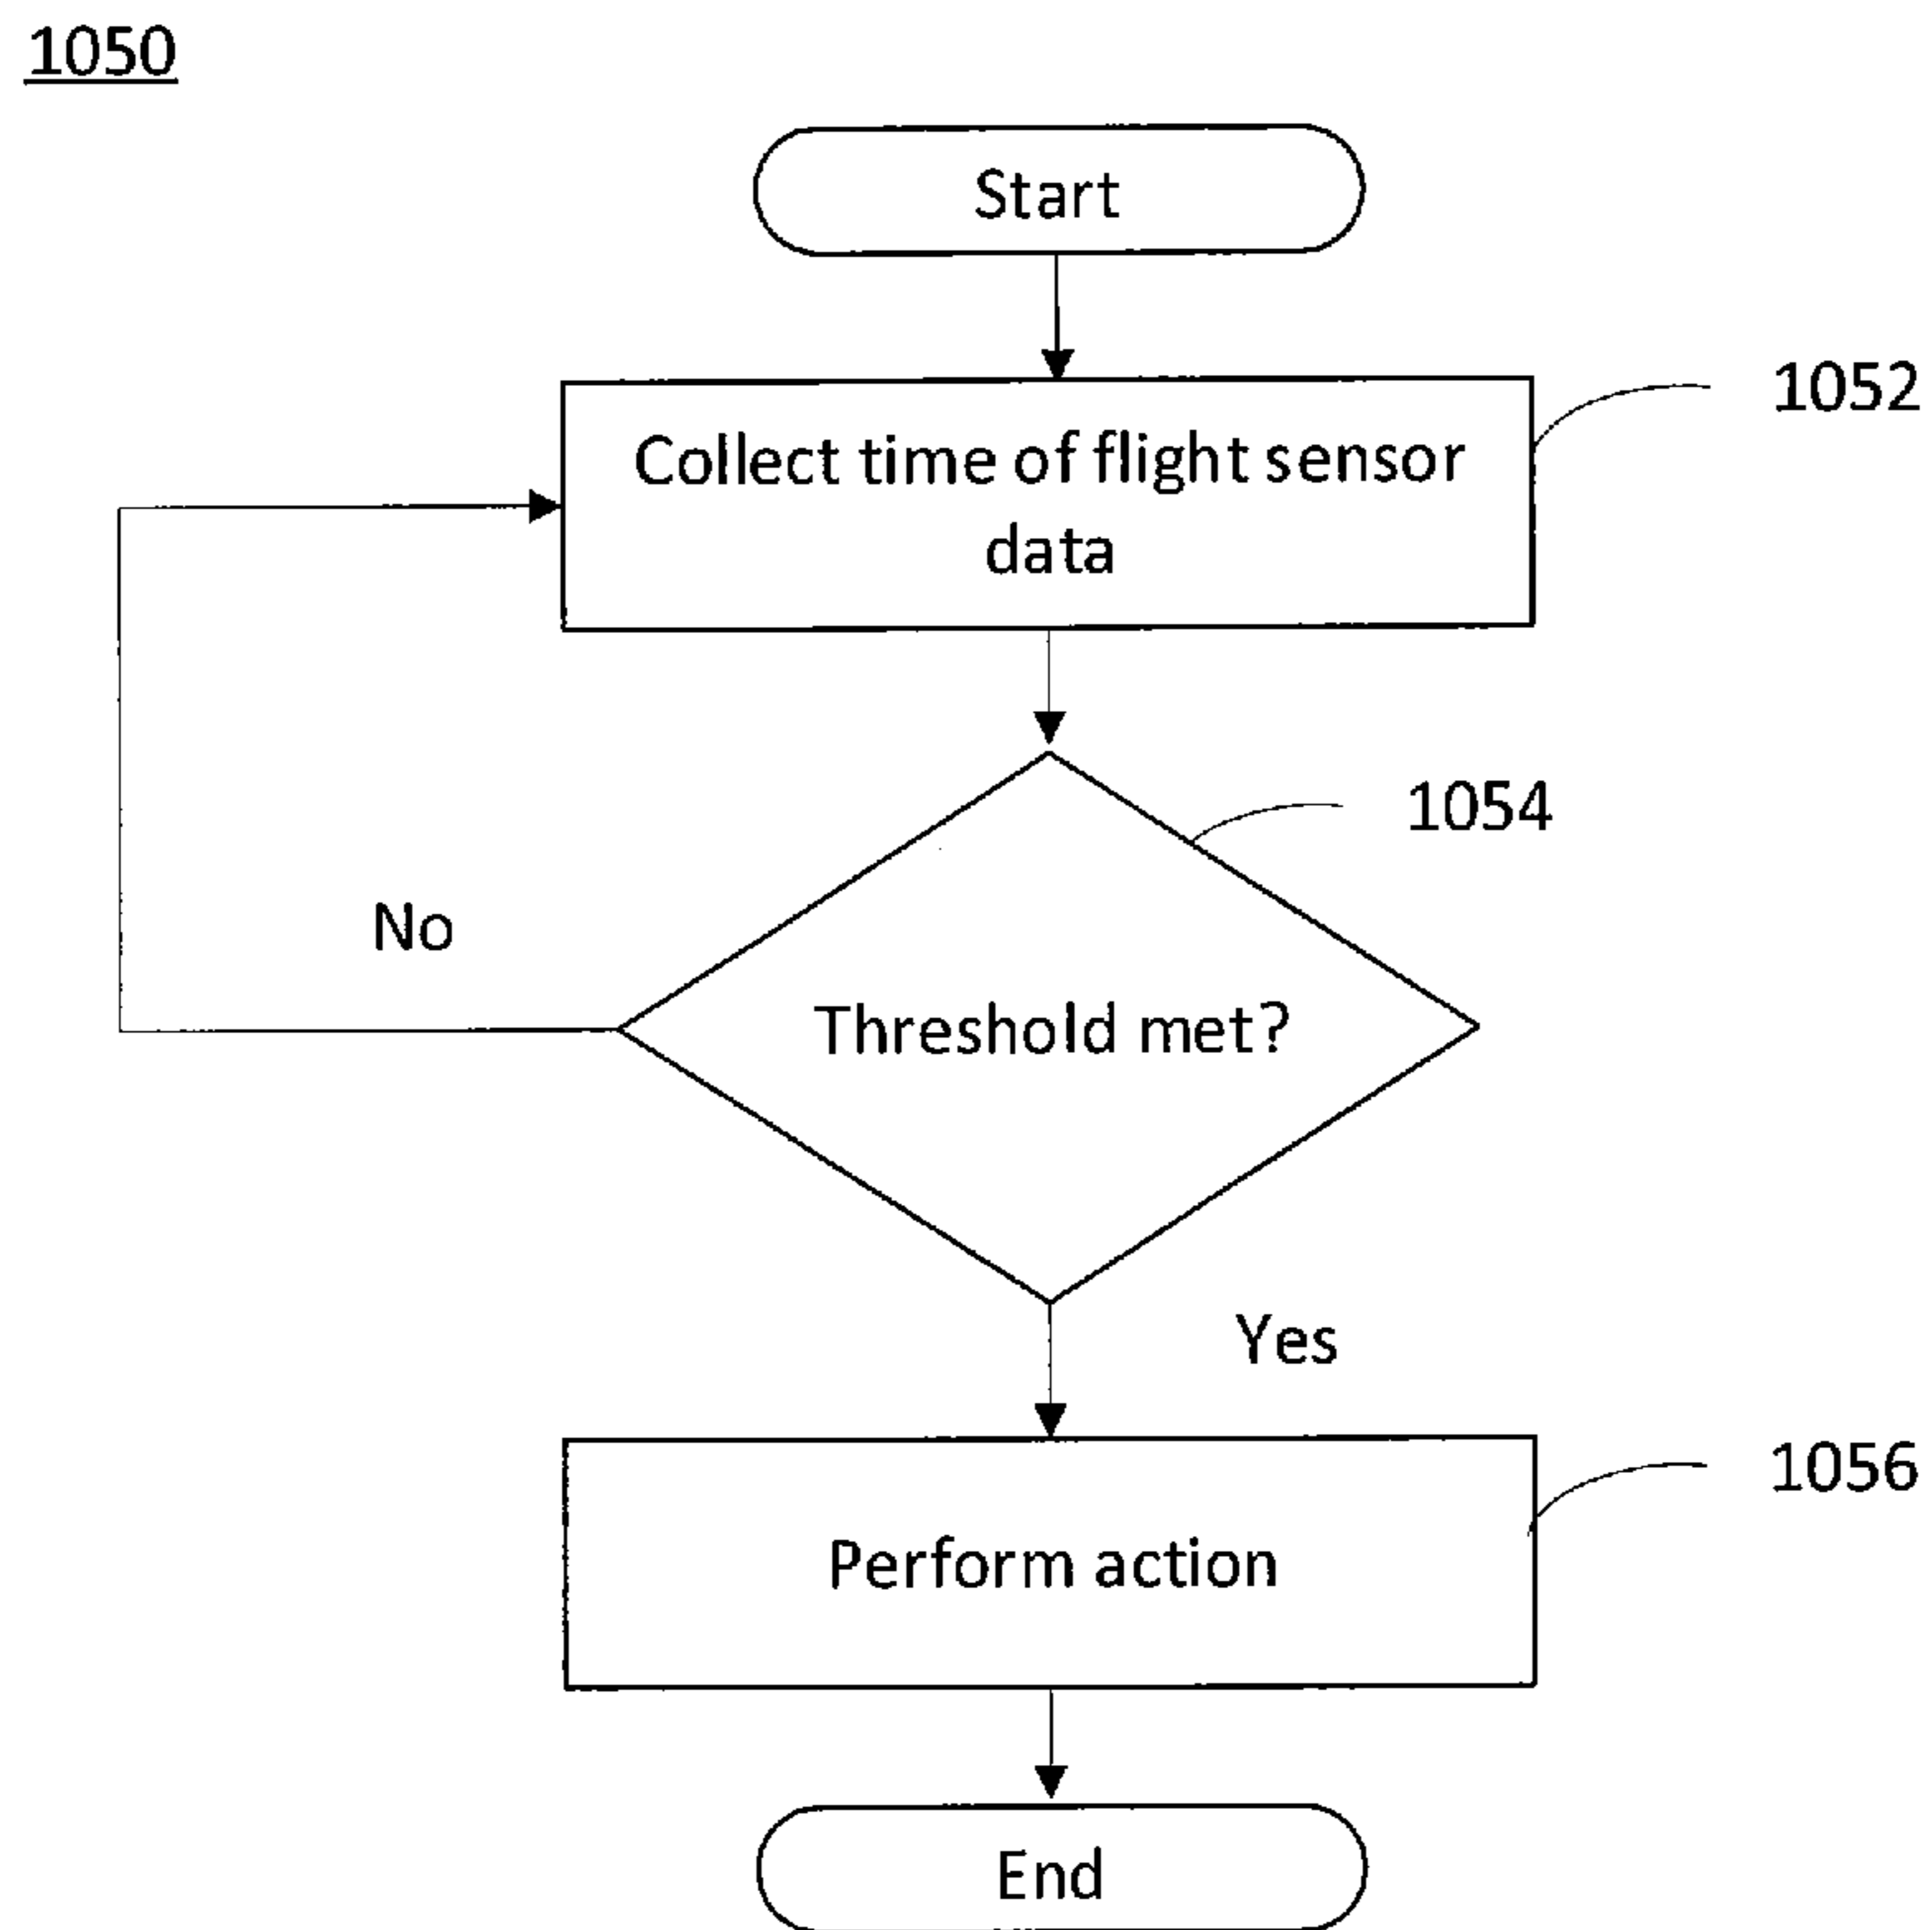 1050
Start
1052
Collect time of flight sensor
data
1054
No
Threshold met?
Yes
1056
Perform action
End